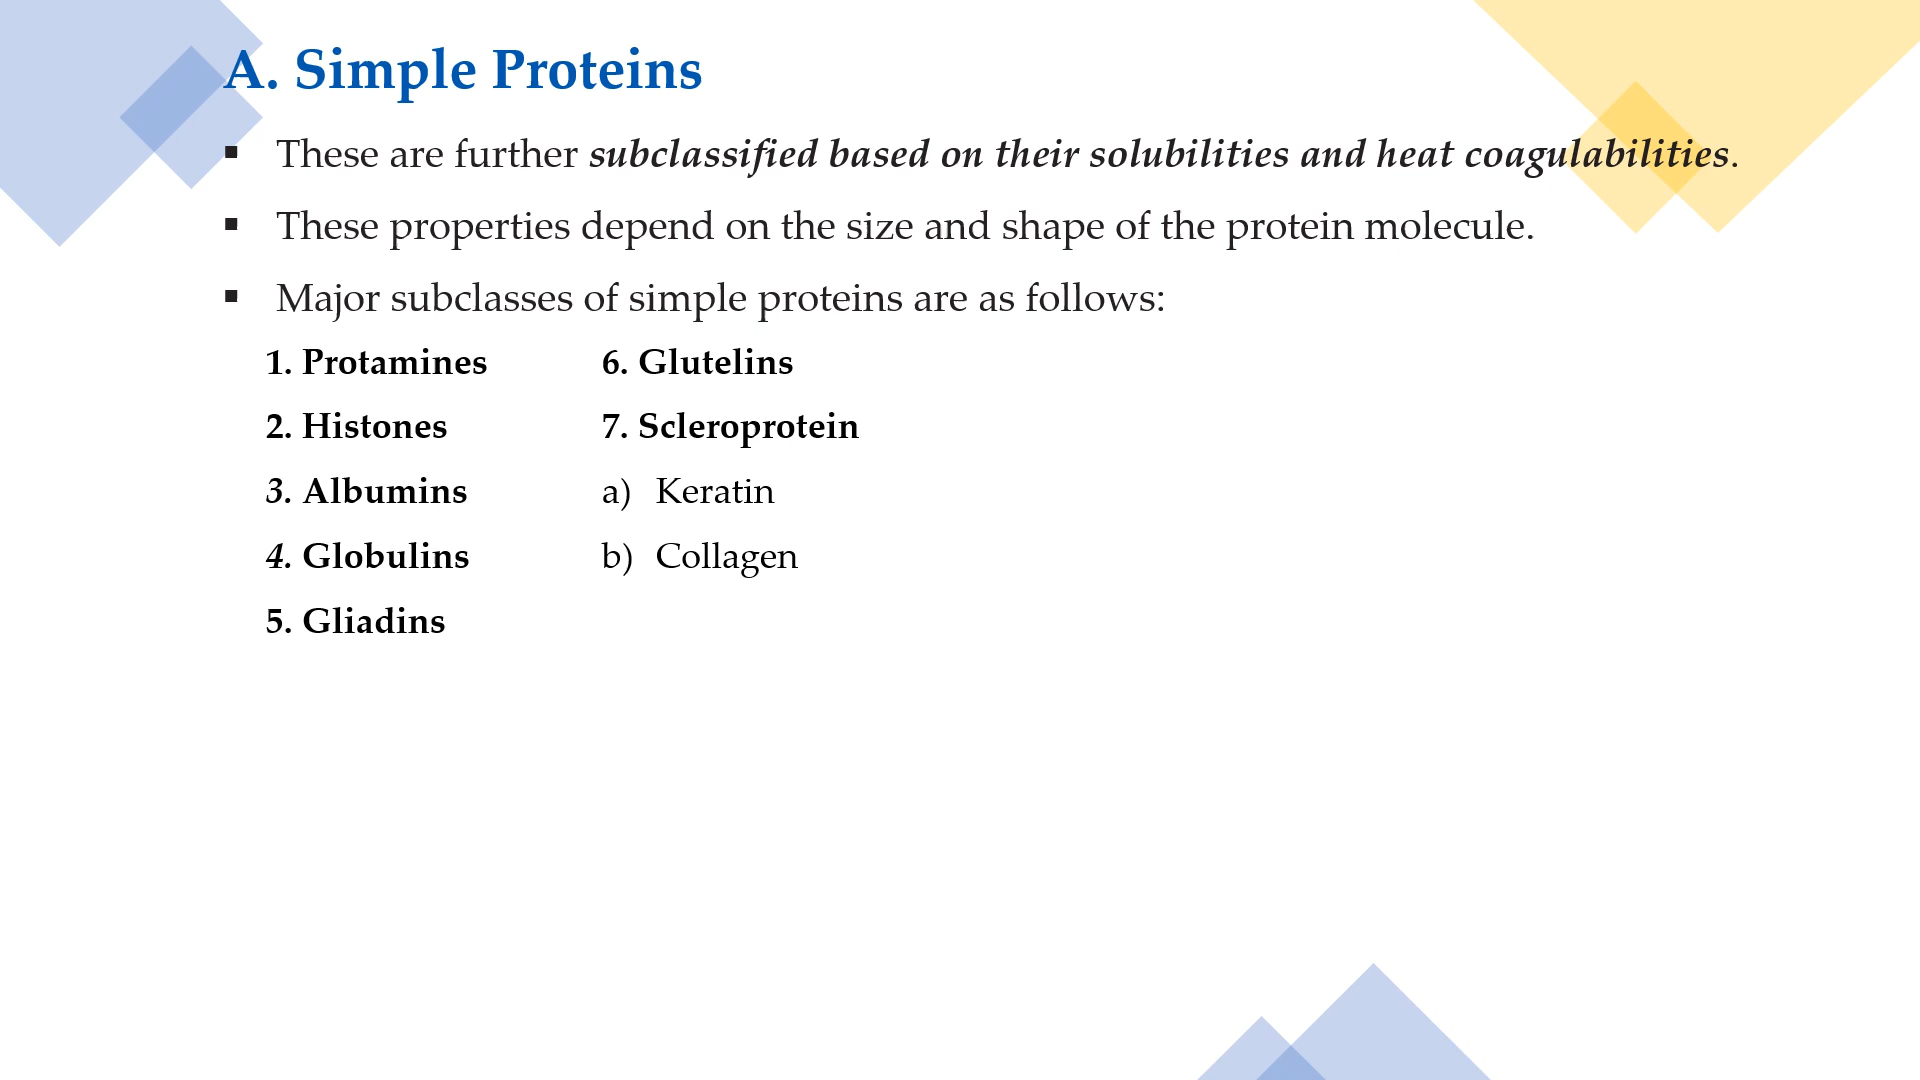 A. Simple Proteins
▪ These are further subclassified based on their solubilities and heat coagulabilities.
▪ These properties depend on the size and shape of the protein molecule.
▪ Major subclasses of simple proteins are as follows:
1. Protamines
2. Histones
3. Albumins
4. Globulins
5. Gliadins
6. Glutelins
7. Scleroprotein
a) Keratin
b) Collagen